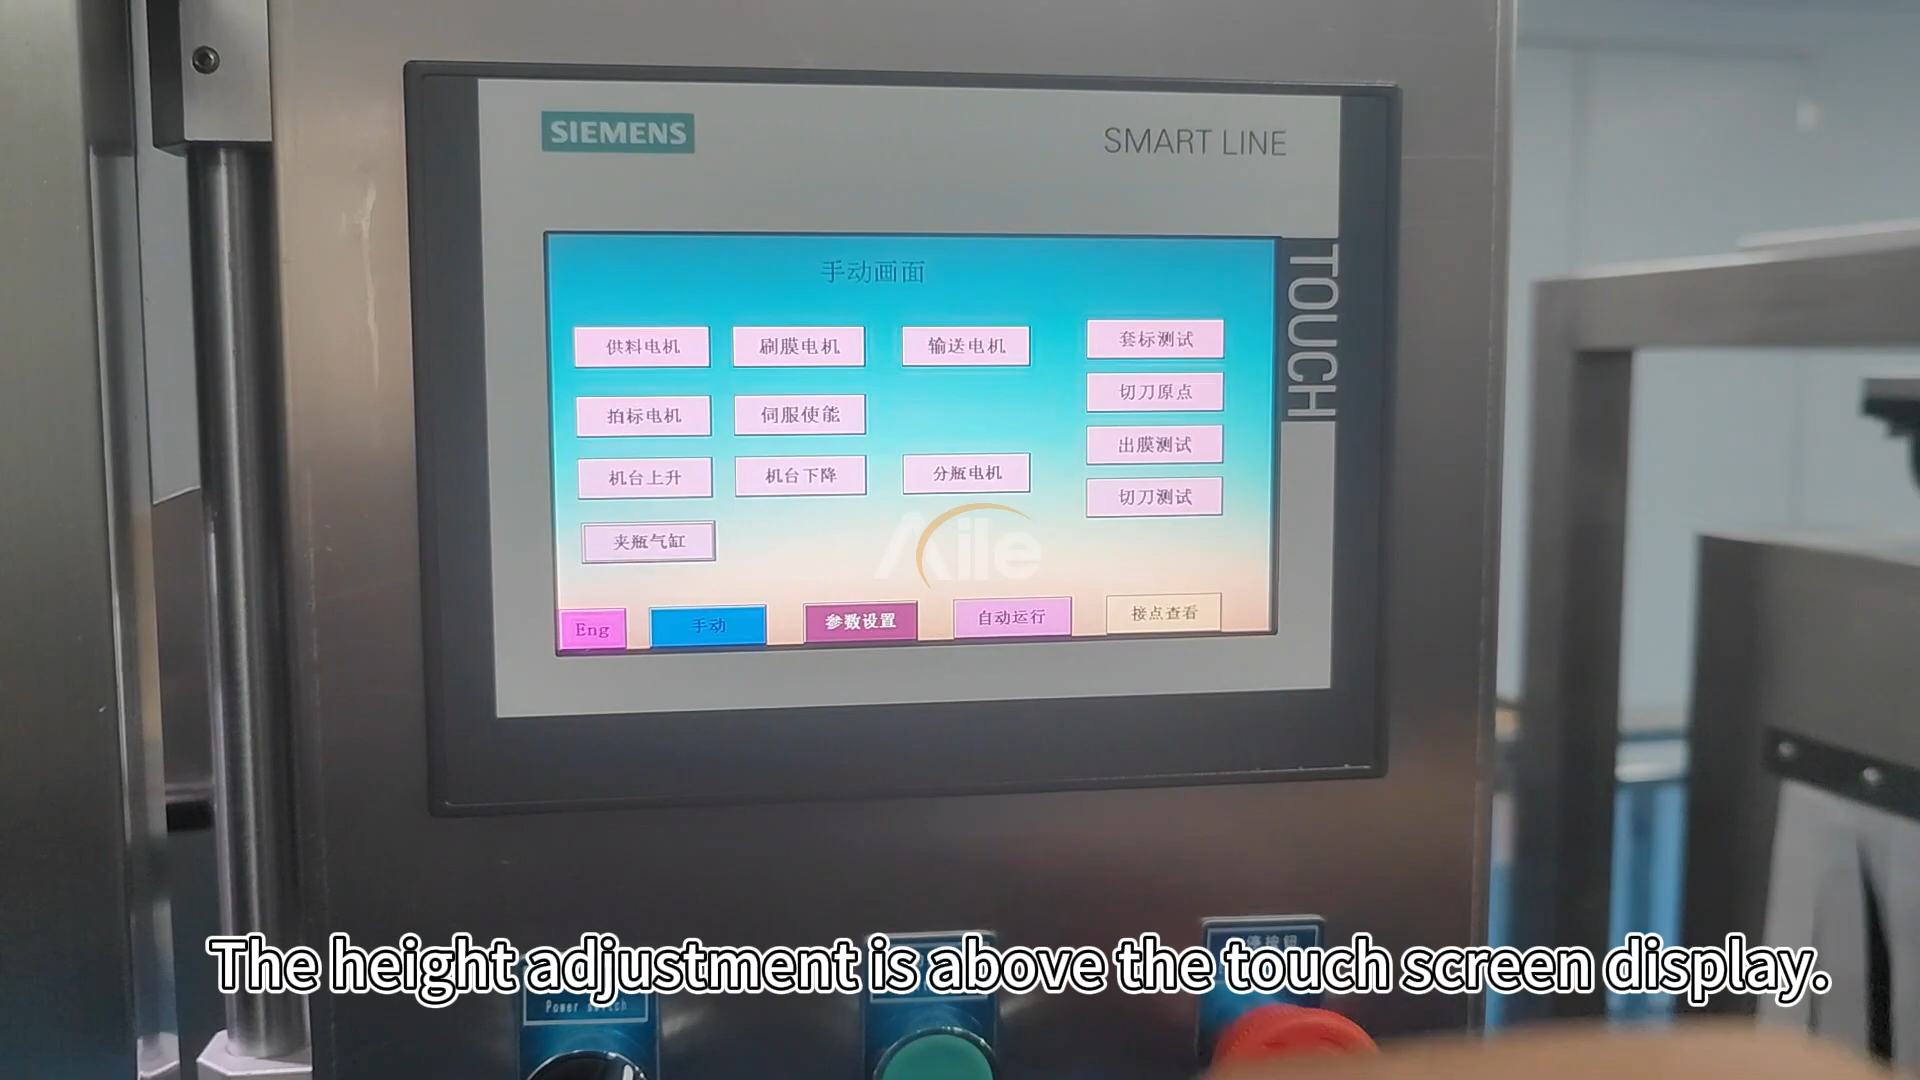 SIEMENS
SMART LINE
TOUCH
手动画面
供料电机
刷膜电机
输送电机
套标测试
切刀原点
拍标电机
伺服使能
出膜测试
机台上升
机台下降
分瓶电机
切刀测试
夹瓶气缸
Aile
Eng
手动
参数设置
自动运行
接点查看
The height adjustment is above the touch screen display.
Power switch